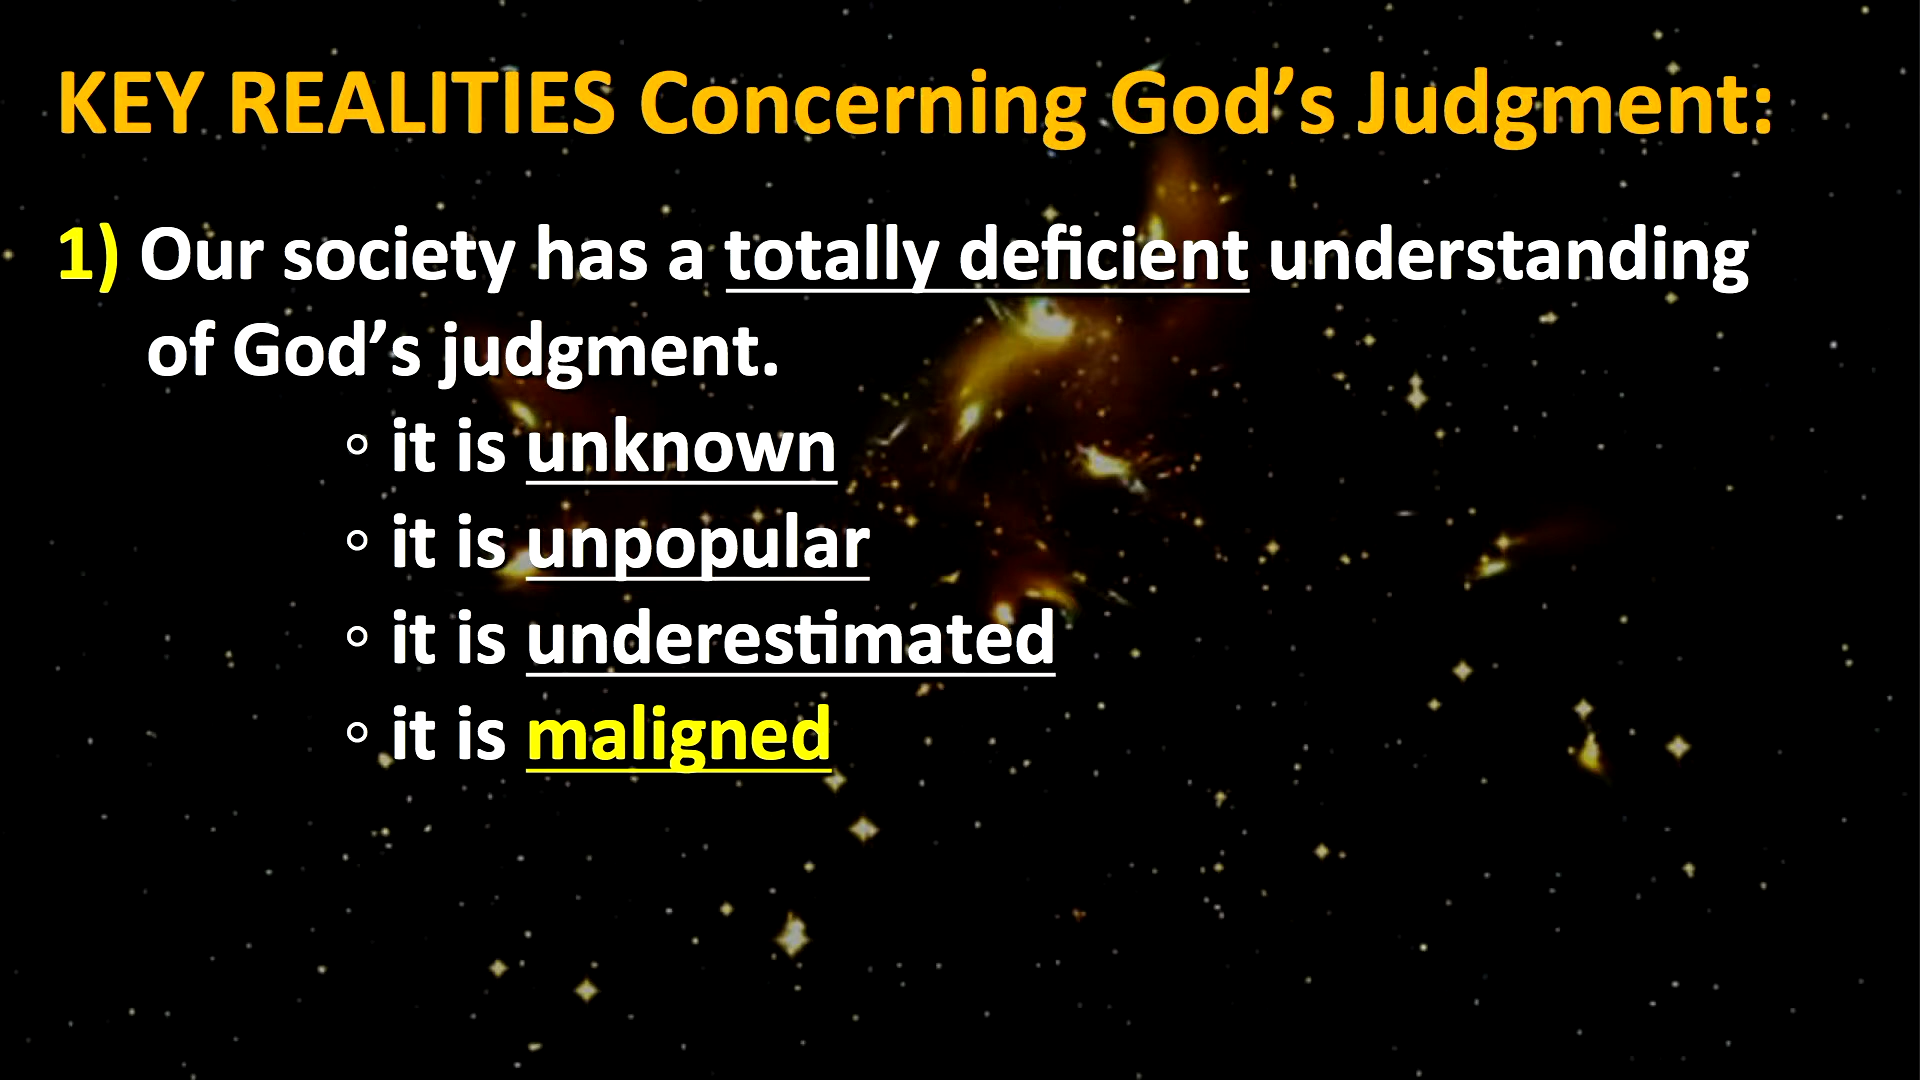 KEY REALITIES Concerning God’s Judgment:
1) Our society has a totally deficient understanding
of God’s judgment.
◦ it is unknown
◦ it is unpopular
◦ it is underestimated
◦ it is maligned